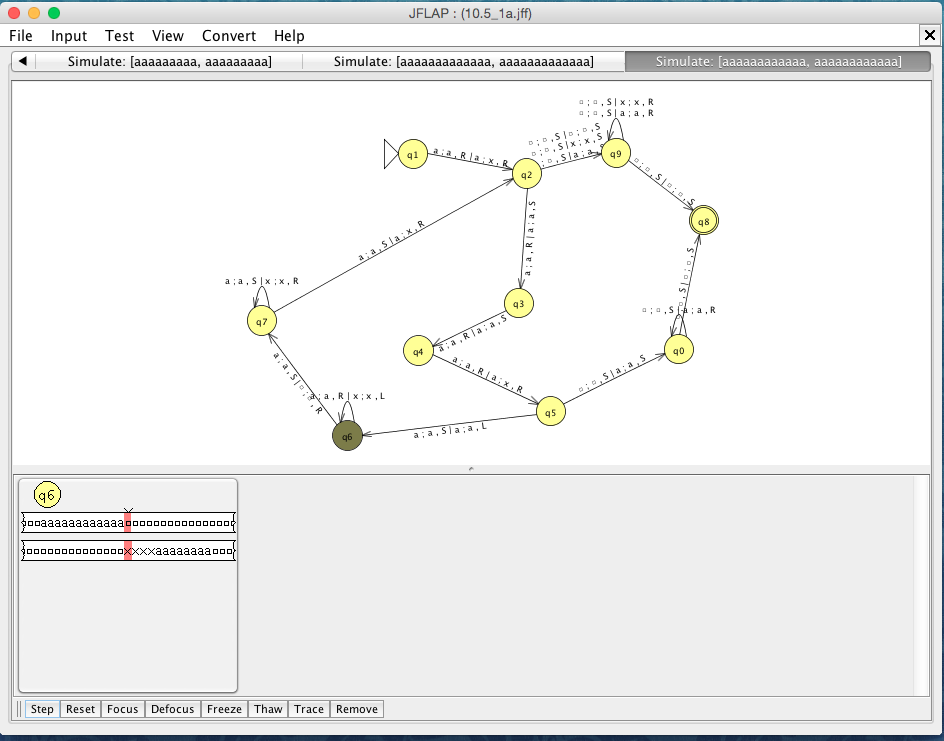 JFLAP : (10.5_1a.jff)
File Input Test View Convert Help
Simulate: [aaaaaaaaa, aaaaaaaaa] Simulate: [aaaaaaaaaaaaa, aaaaaaaaaaaaa] Simulate: [aaaaaaaaaaaa, aaaaaaaaaaaa]
□;□,S|x;x,R
□;□,S|a;a,R
□;□,S|□;□,S
□;□,S|x;x,S
q1
a;a,R|a;x,R
q2
q9
□;□,S|□;□,S
q8
a;a,S|a;x,R
a;a,R|a;a,S
a;a,S|x;x,R
q7
q3
□;□,S|a;a,R
a;a,R|a;a,S
q4
q0
a;a,R|a;x,R
□;□,S|a;a,S
a;a,S|□;□,R
a;a,R|x;x,L
q5
q6
a;a,S|a;a,L
q6
□□aaaaaaaaaaaa□□□□□□□□□□□□□□□
□□□□□□□□□□□□□□xxxxaaaaaaaa□□□
Step Reset Focus Defocus Freeze Thaw Trace Remove